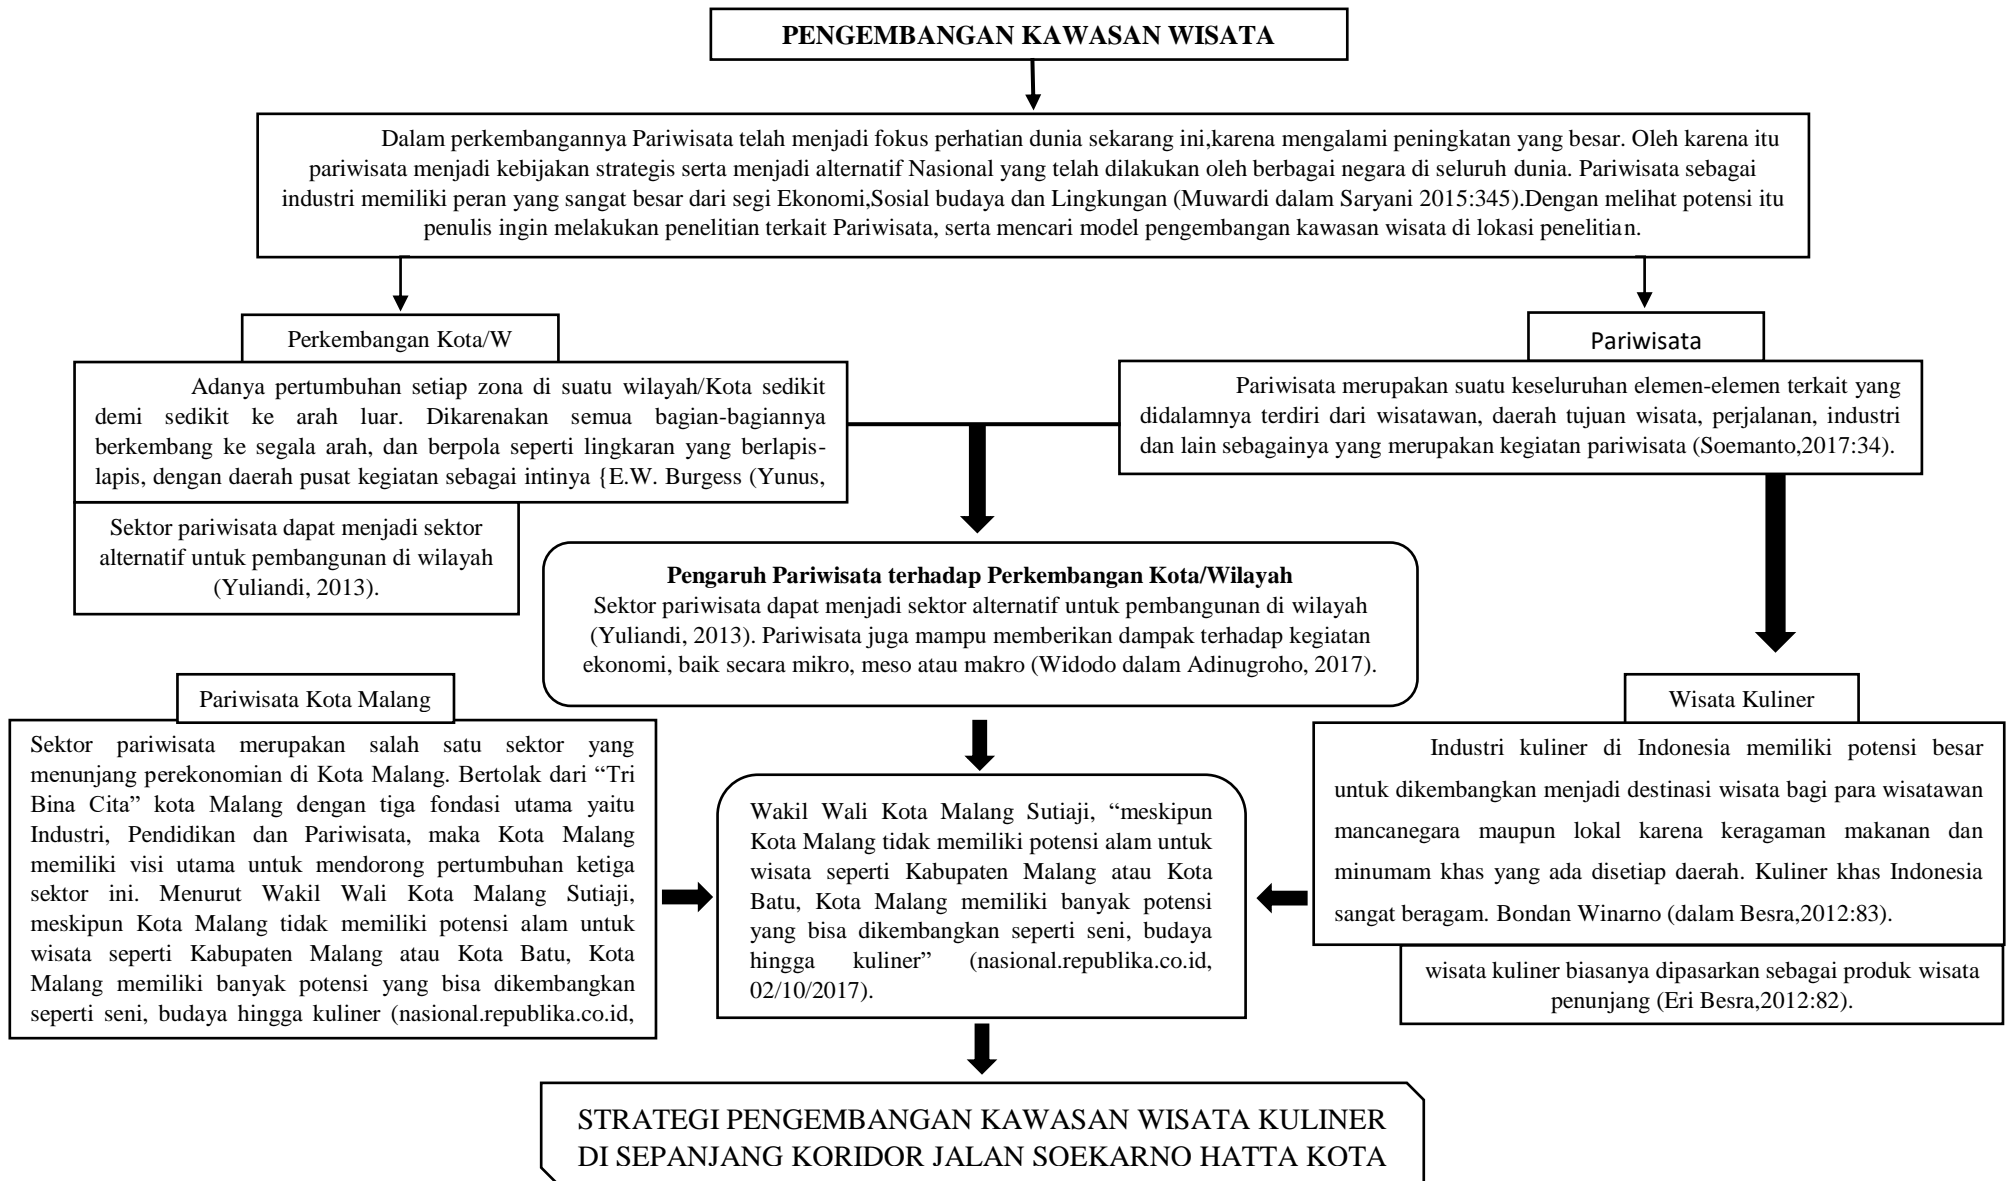 PENGEMBANGAN KAWASAN WISATA
Dalam perkembangannya Pariwisata telah menjadi fokus perhatian dunia sekarang ini,karena mengalami peningkatan yang besar. Oleh karena itu
pariwisata menjadi kebijakan strategis serta menjadi alternatif Nasional yang telah dilakukan oleh berbagai negara di seluruh dunia. Pariwisata sebagai
industri memiliki peran yang sangat besar dari segi Ekonomi,Sosial budaya dan Lingkungan (Muwardi dalam Saryani 2015:345).Dengan melihat potensi itu
penulis ingin melakukan penelitian terkait Pariwisata, serta mencari model pengembangan kawasan wisata di lokasi penelitian.
Perkembangan Kota/W
Adanya pertumbuhan setiap zona di suatu wilayah/Kota sedikit
demi sedikit ke arah luar. Dikarenakan semua bagian-bagiannya
berkembang ke segala arah, dan berpola seperti lingkaran yang berlapis-
lapis, dengan daerah pusat kegiatan sebagai intinya {E.W. Burgess (Yunus,
Sektor pariwisata dapat menjadi sektor
alternatif untuk pembangunan di wilayah
(Yuliandi, 2013).
Pariwisata
Pariwisata merupakan suatu keseluruhan elemen-elemen terkait yang
didalamnya terdiri dari wisatawan, daerah tujuan wisata, perjalanan, industri
dan lain sebagainya yang merupakan kegiatan pariwisata (Soemanto,2017:34).
Pengaruh Pariwisata terhadap Perkembangan Kota/Wilayah
Sektor pariwisata dapat menjadi sektor alternatif untuk pembangunan di wilayah
(Yuliandi, 2013). Pariwisata juga mampu memberikan dampak terhadap kegiatan
ekonomi, baik secara mikro, meso atau makro (Widodo dalam Adinugroho, 2017).
Pariwisata Kota Malang
Sektor pariwisata merupakan salah satu sektor yang
menunjang perekonomian di Kota Malang. Bertolak dari “Tri
Bina Cita” kota Malang dengan tiga fondasi utama yaitu
Industri, Pendidikan dan Pariwisata, maka Kota Malang
memiliki visi utama untuk mendorong pertumbuhan ketiga
sektor ini. Menurut Wakil Wali Kota Malang Sutiaji,
meskipun Kota Malang tidak memiliki potensi alam untuk
wisata seperti Kabupaten Malang atau Kota Batu, Kota
Malang memiliki banyak potensi yang bisa dikembangkan
seperti seni, budaya hingga kuliner (nasional.republika.co.id,
Wakil Wali Kota Malang Sutiaji, “meskipun
Kota Malang tidak memiliki potensi alam untuk
wisata seperti Kabupaten Malang atau Kota
Batu, Kota Malang memiliki banyak potensi
yang bisa dikembangkan seperti seni, budaya
hingga kuliner” (nasional.republika.co.id,
02/10/2017).
Wisata Kuliner
Industri kuliner di Indonesia memiliki potensi besar
untuk dikembangkan menjadi destinasi wisata bagi para wisatawan
mancanegara maupun lokal karena keragaman makanan dan
minumam khas yang ada disetiap daerah. Kuliner khas Indonesia
sangat beragam. Bondan Winarno (dalam Besra,2012:83).
wisata kuliner biasanya dipasarkan sebagai produk wisata
penunjang (Eri Besra,2012:82).
STRATEGI PENGEMBANGAN KAWASAN WISATA KULINER
DI SEPANJANG KORIDOR JALAN SOEKARNO HATTA KOTA